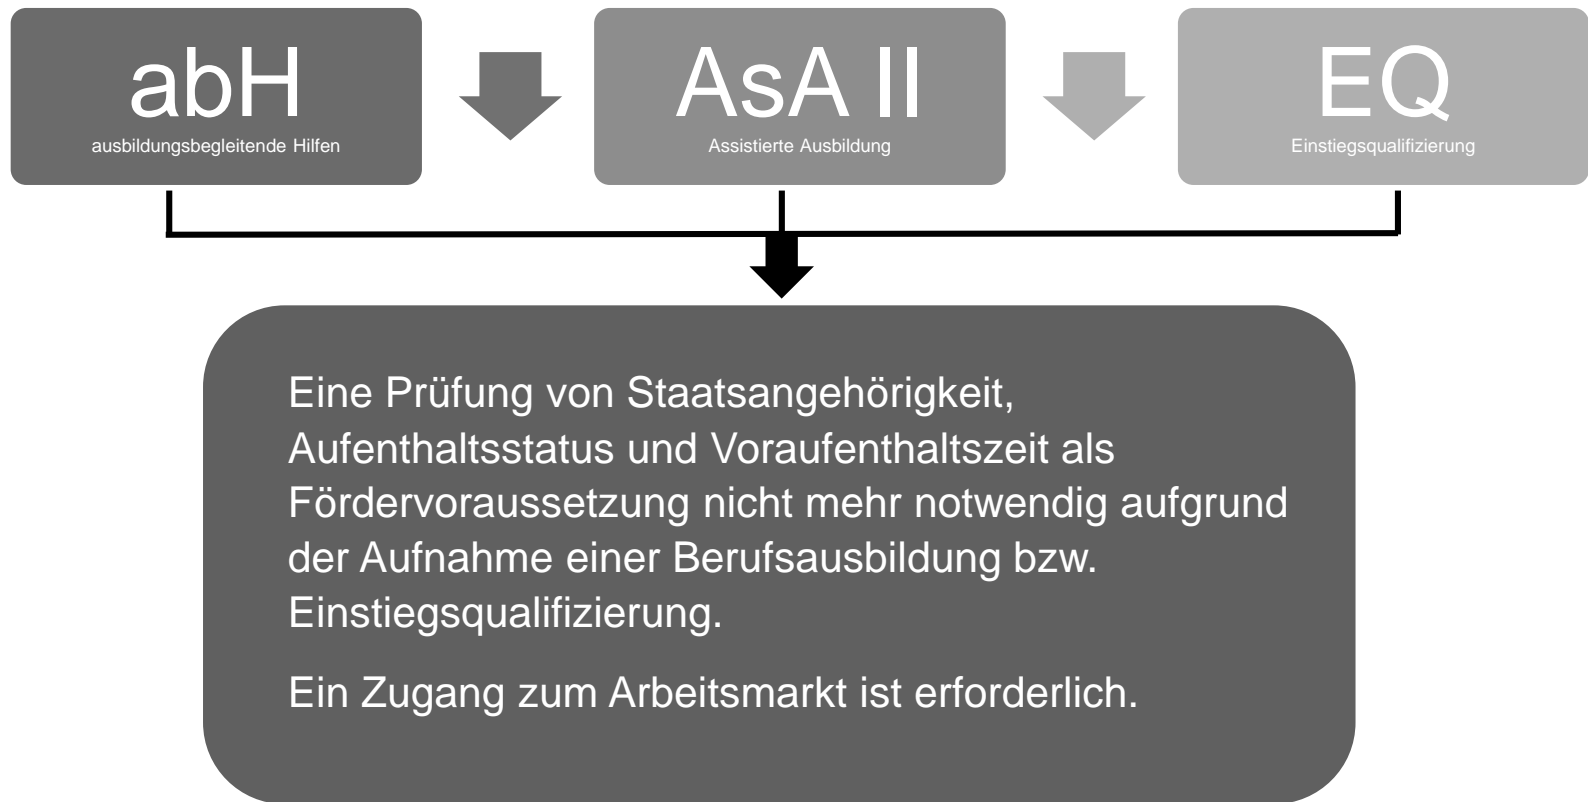 abH
ausbildungsbegleitende Hilfen
AsA II
Assistierte Ausbildung
EQ
Einstiegsqualifizierung
Eine Prüfung von Staatsangehörigkeit,
Aufenthaltsstatus und Voraufenthaltszeit als
Fördervoraussetzung nicht mehr notwendig aufgrund
der Aufnahme einer Berufsausbildung bzw.
Einstiegsqualifizierung.
Ein Zugang zum Arbeitsmarkt ist erforderlich.